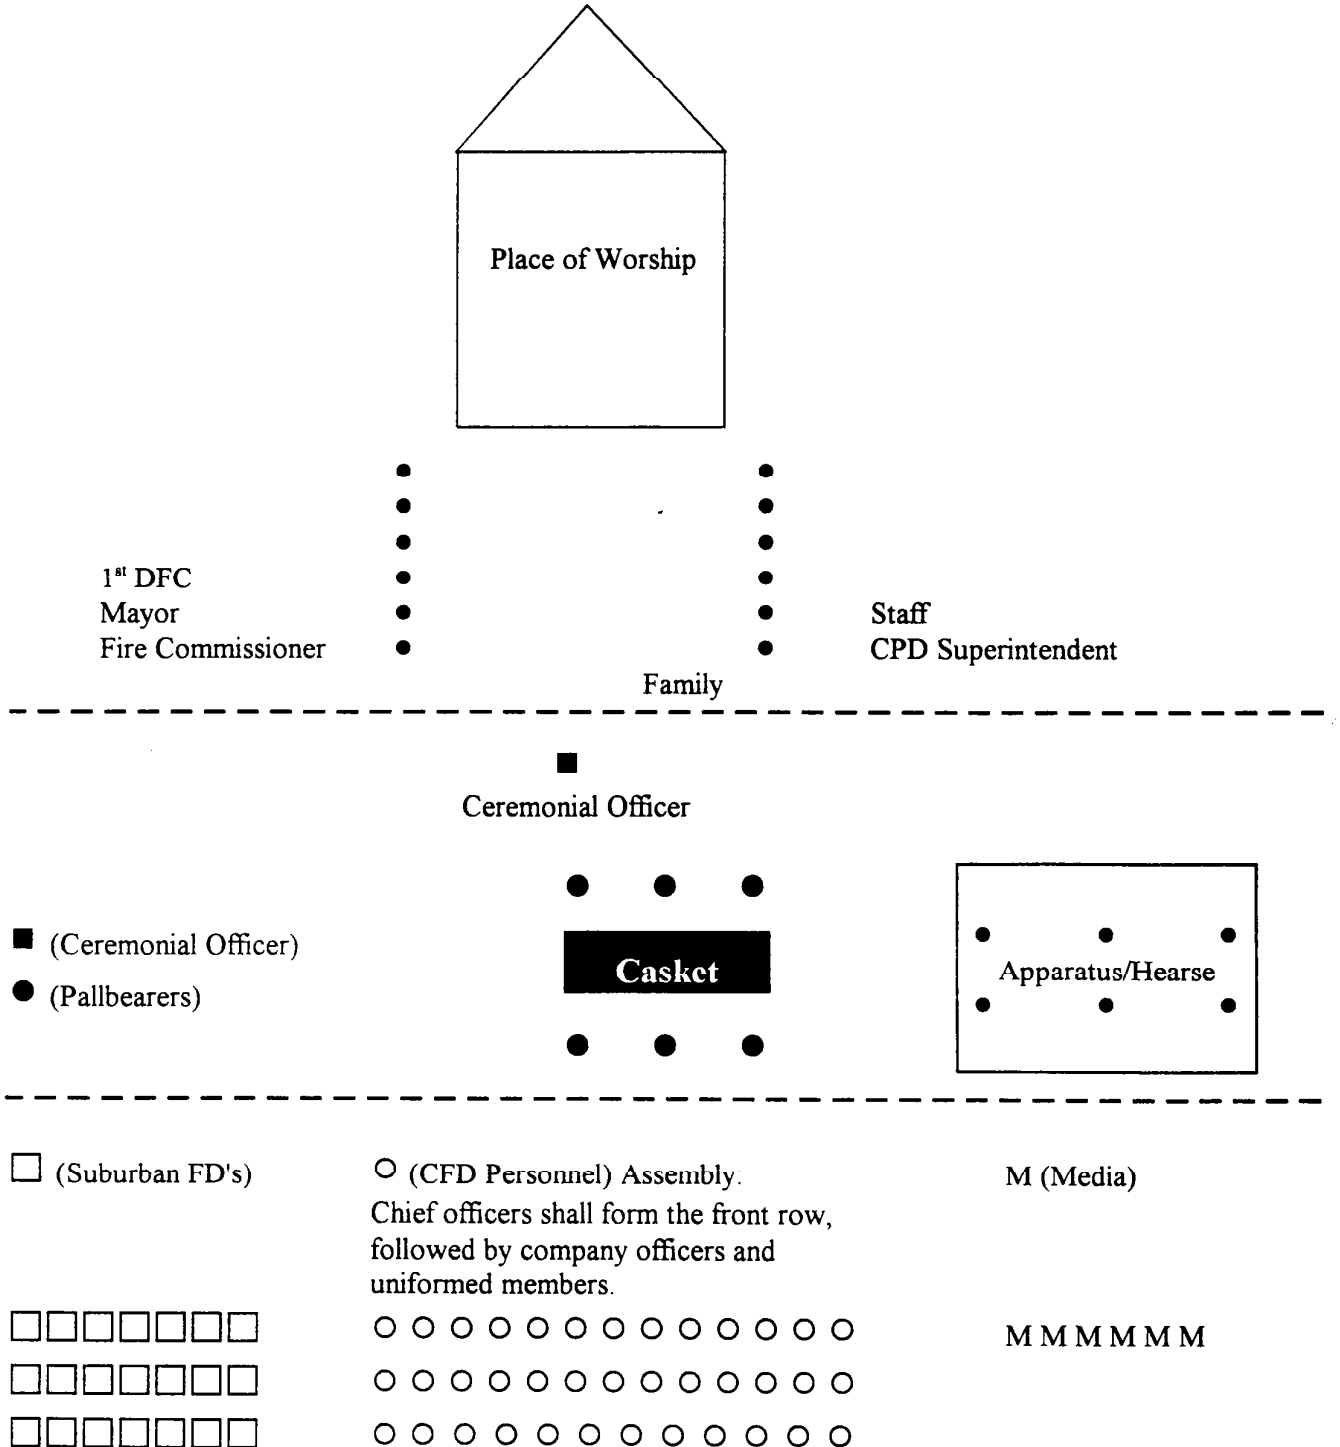 Place of Worship
1st DFC
Mayor
Fire Commissioner
Staff
CPD Superintendent
Family
Ceremonial Officer
(Ceremonial Officer)
(Pallbearers)
Casket
Apparatus/Hearse
(Suburban FD's)
(CFD Personnel) Assembly:
Chief officers shall form the front row,
followed by company officers and
uniformed members.
M (Media)
M M M M M M